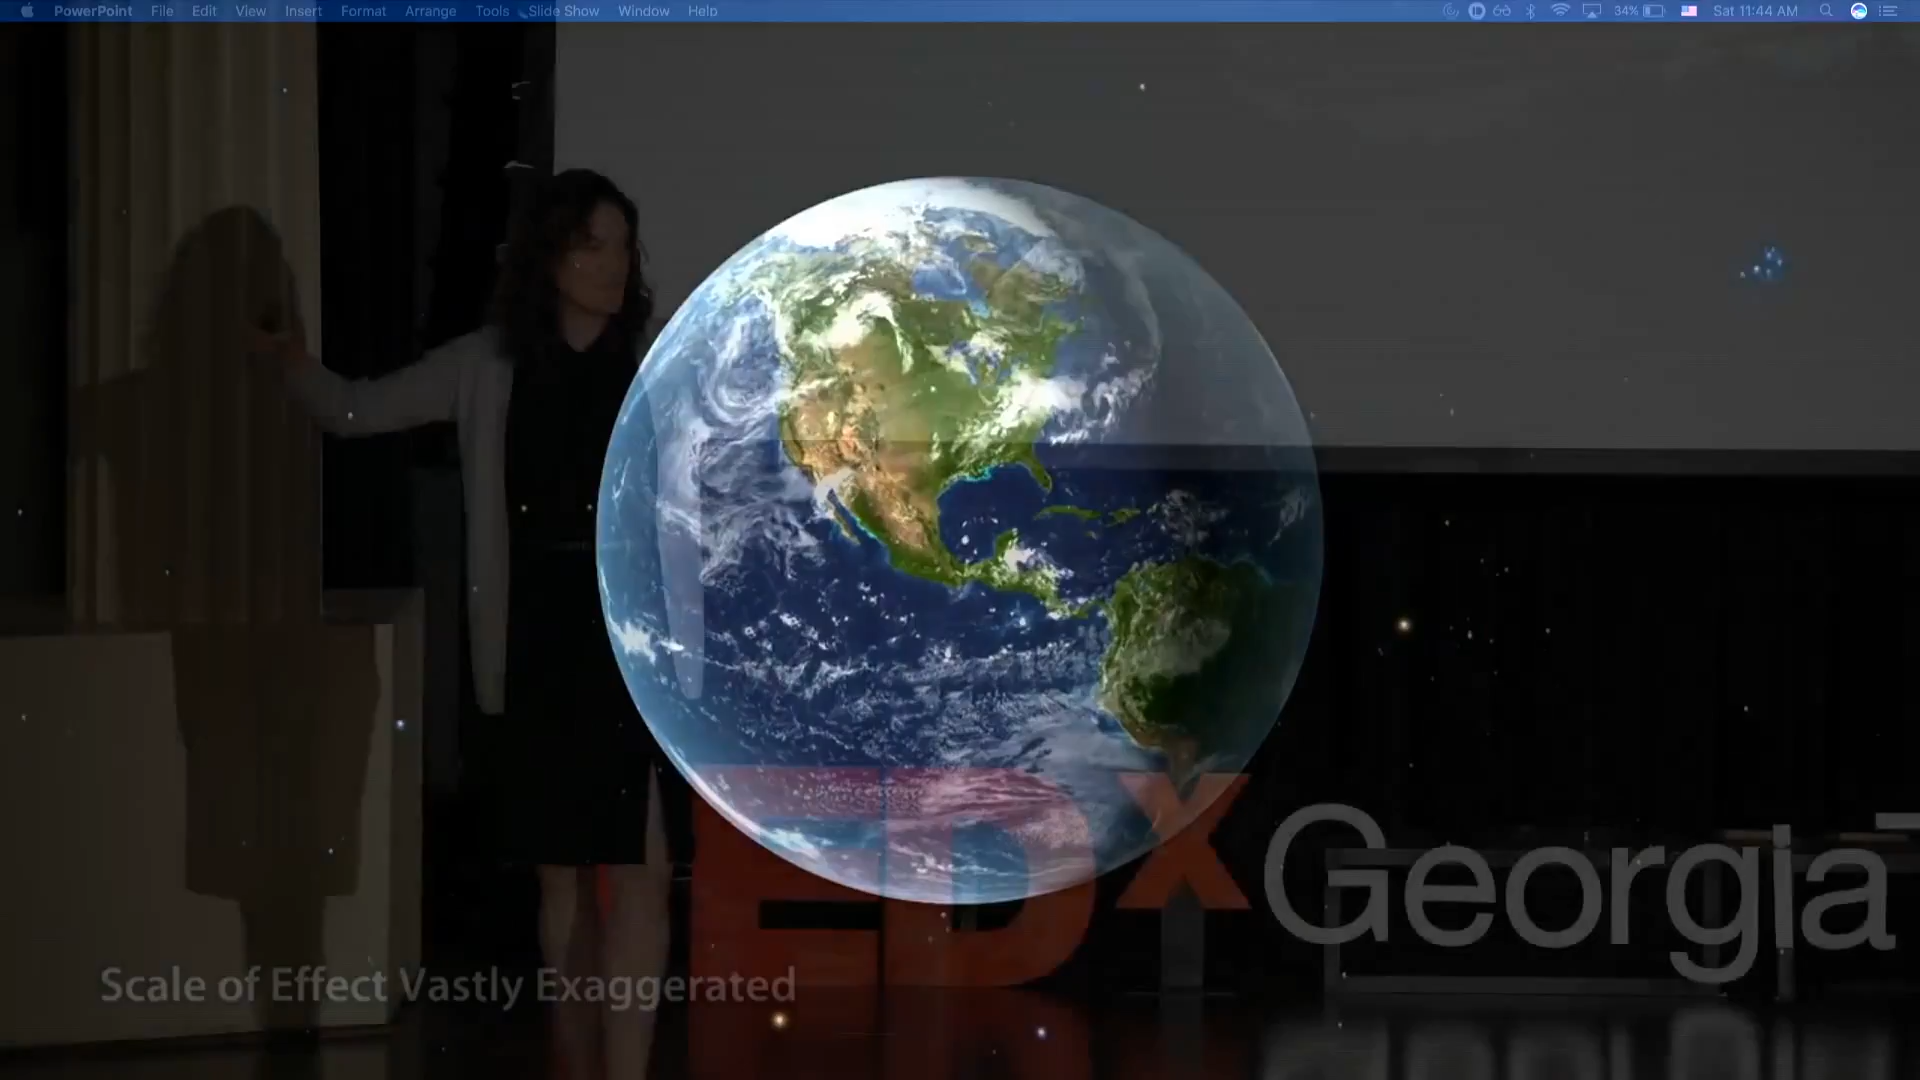 PowerPoint File Edit View Insert Format Arrange Tools Slide Show Window Help 34% Sat 11:44 AM
EDxGeorgiaT
Scale of Effect Vastly Exaggerated